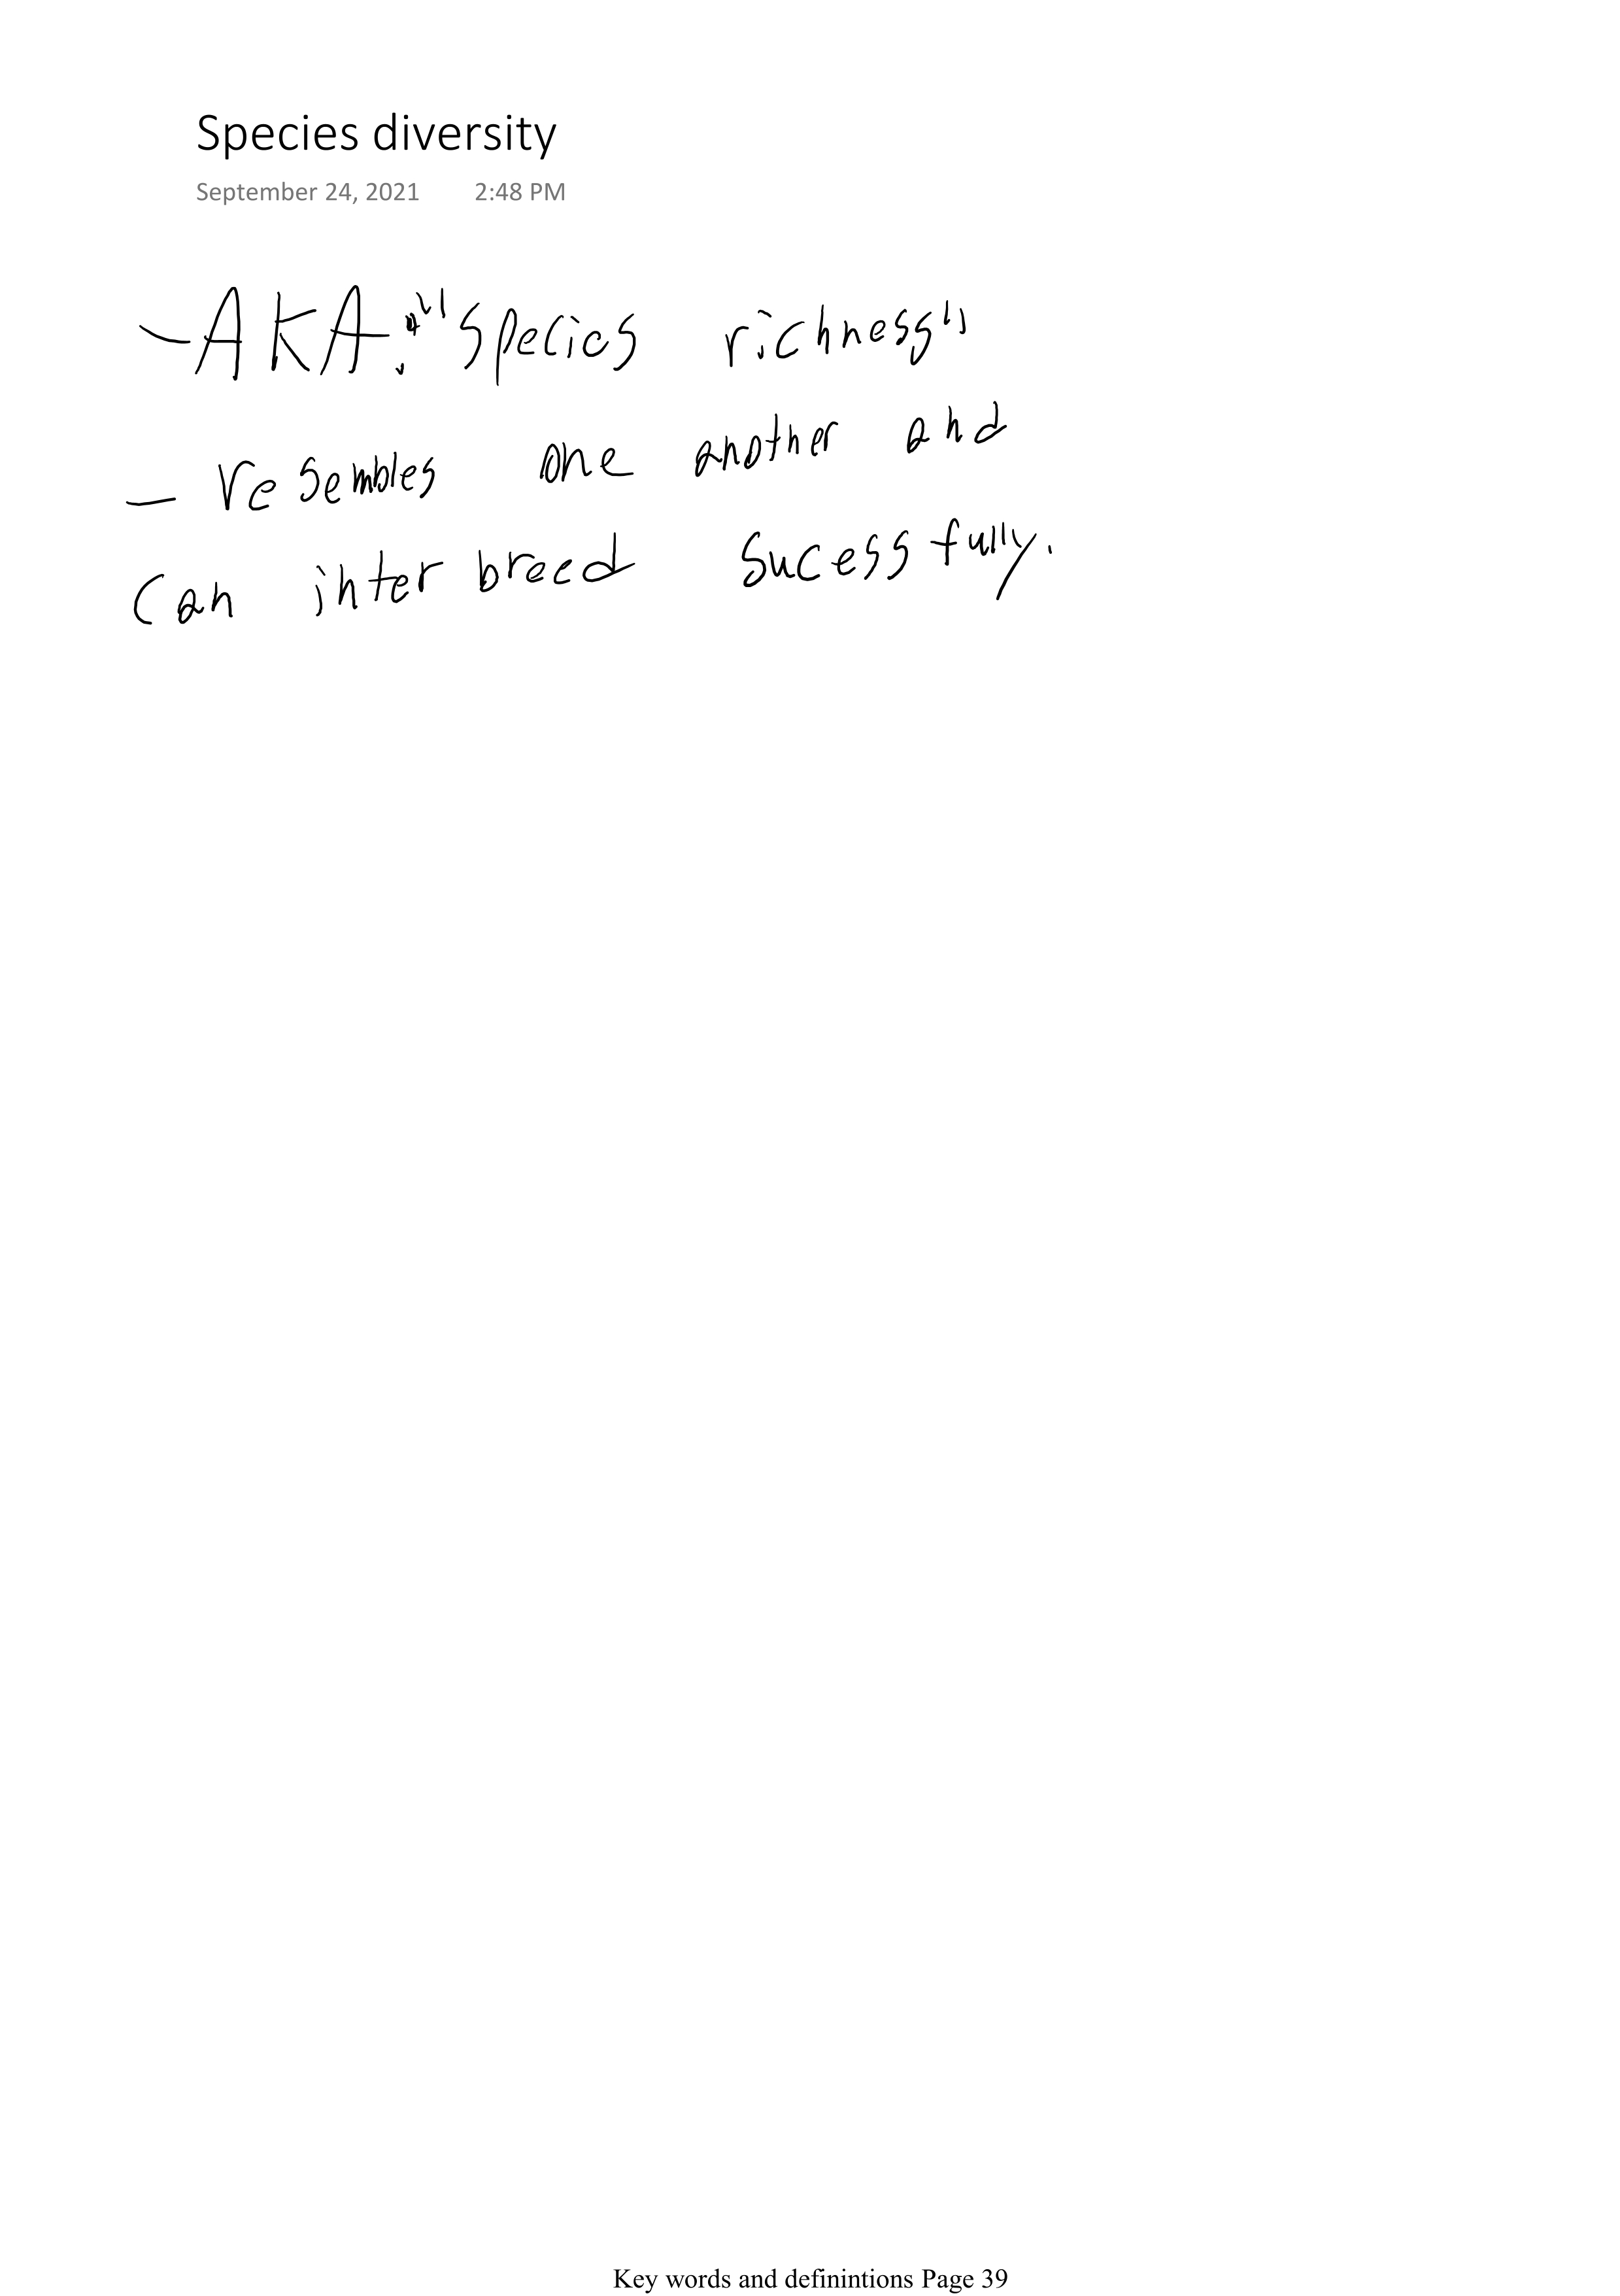 Species diversity
September 24, 2021 2:48 PM
- AKA: "Species richness"
- resembles one another and
can interbreed sucessfully.
Key words and definintions Page 39